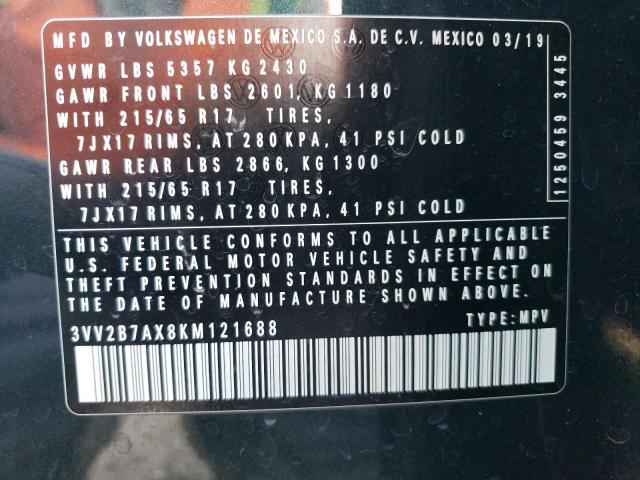 MFD BY VOLKSWAGEN DE MEXICO S.A. DE C.V. MEXICO 03/19
GVWR LBS 5357 KG 2430
GAWR FRONT LBS 2601, KG 1180
WITH 215/65 R17 TIRES,
7JX17 RIMS, AT 280 KPA, 41 PSI COLD
GAWR REAR LBS 2866, KG 1300
WITH 215/65 R17 TIRES,
7JX17 RIMS, AT 280 KPA, 41 PSI COLD
THIS VEHICLE CONFORMS TO ALL APPLICABLE
U.S. FEDERAL MOTOR VEHICLE SAFETY AND
THEFT PREVENTION STANDARDS IN EFFECT ON
THE DATE OF MANUFACTURE SHOWN ABOVE.
3VV2B7AX8KM121688 TYPE: MPV
1250459 3445